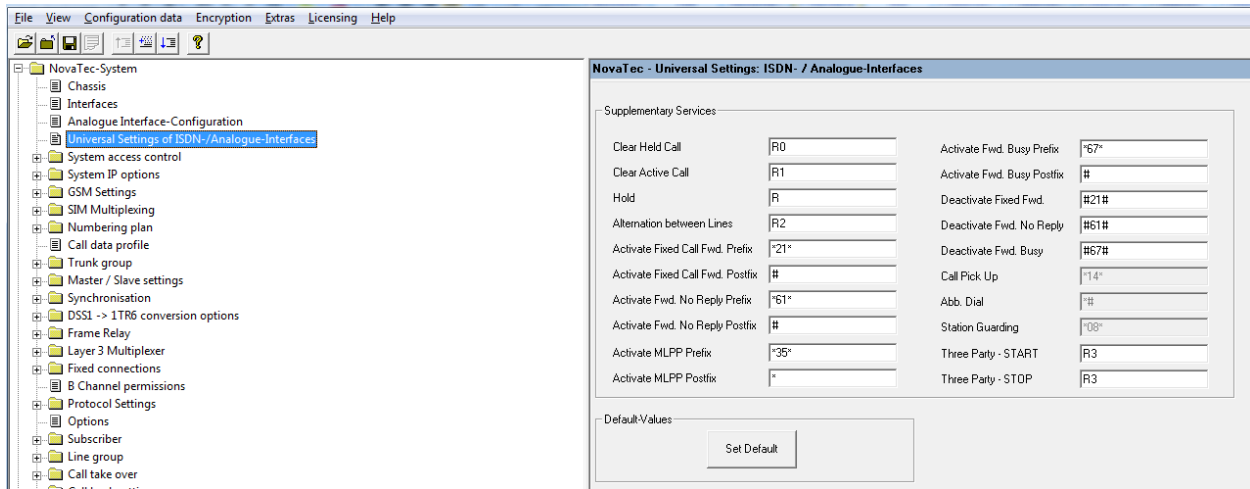 File View Configuration data Encryption Extras Licensing Help
NovaTec-System
Chassis
Interfaces
Analogue Interface-Configuration
Universal Settings of ISDN-/Analogue-Interfaces
System access control
System IP options
GSM Settings
SIM Multiplexing
Numbering plan
Call data profile
Trunk group
Master / Slave settings
Synchronisation
DSS1 -> 1TR6 conversion options
Frame Relay
Layer 3 Multiplexer
Fixed connections
B Channel permissions
Protocol Settings
Options
Subscriber
Line group
Call take over
NovaTec - Universal Settings: ISDN- / Analogue-Interfaces
Supplementary Services
Clear Held Call R0
Clear Active Call R1
Hold R
Alternation between Lines R2
Activate Fixed Call Fwd. Prefix *21*
Activate Fixed Call Fwd. Postfix #
Activate Fwd. No Reply Prefix *61*
Activate Fwd. No Reply Postfix #
Activate MLPP Prefix *35*
Activate MLPP Postfix *
Activate Fwd. Busy Prefix *67*
Activate Fwd. Busy Postfix #
Deactivate Fixed Fwd. #21#
Deactivate Fwd. No Reply #61#
Deactivate Fwd. Busy #67#
Call Pick Up *14*
Abb. Dial *#
Station Guarding *08*
Three Party - START R3
Three Party - STOP R3
Default-Values
Set Default